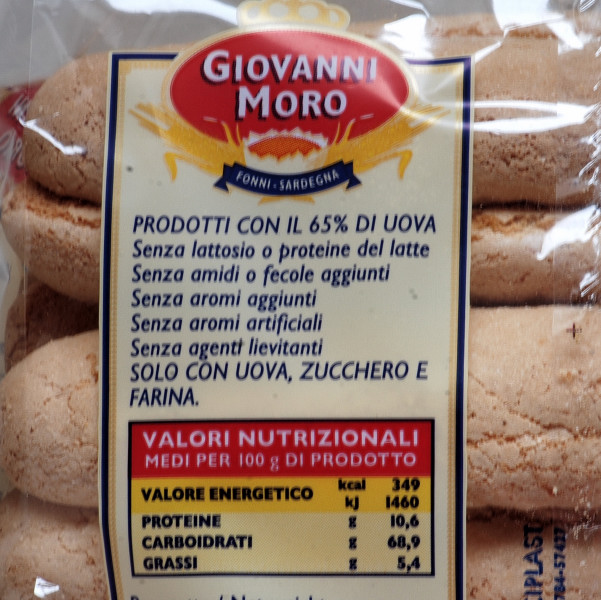 GIOVANNI
MORO
FONNI - SARDEGNA
PRODOTTI CON IL 65% DI UOVA
Senza lattosio o proteine del latte
Senza amidi o fecole aggiunti
Senza aromi aggiunti
Senza aromi artificiali
Senza agenti lievitanti
SOLO CON UOVA, ZUCCHERO E
FARINA.
VALORI NUTRIZIONALI
MEDI PER 100 g DI PRODOTTO
VALORE ENERGETICO kcal 349
kJ 1460
PROTEINE g 10,6
CARBOIDRATI g 68,9
GRASSI g 5,4